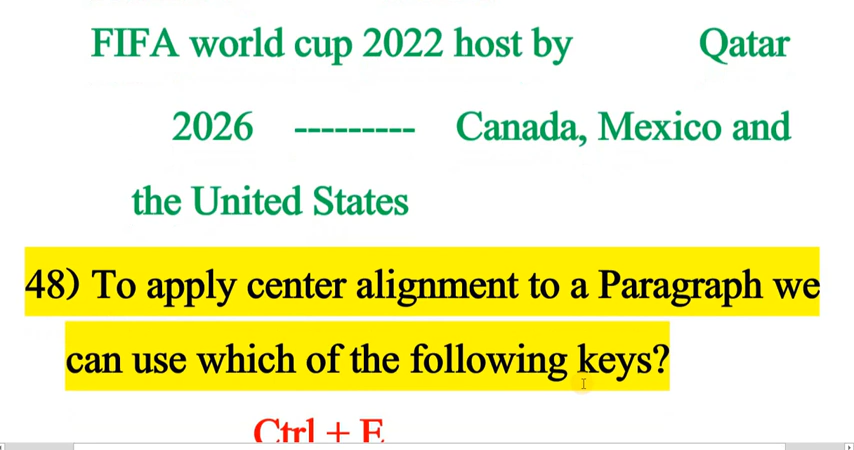 FIFA world cup 2022 host by Qatar
2026 --------- Canada, Mexico and
the United States
48) To apply center alignment to a Paragraph we
can use which of the following keys?
Ctrl + E